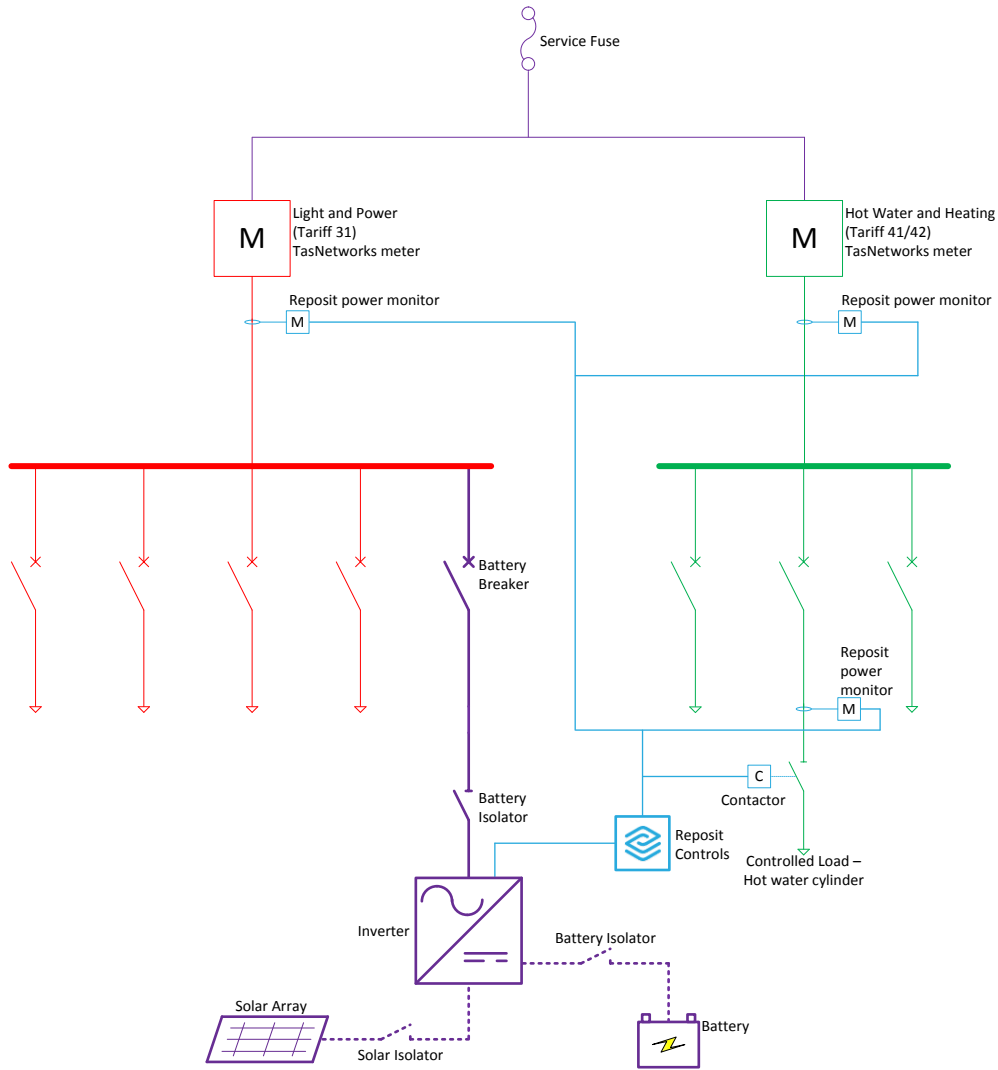 Service Fuse
Light and Power
(Tariff 31)
TasNetworks meter
M
Hot Water and Heating
(Tariff 41/42)
TasNetworks meter
M
Reposit power monitor
M
Reposit power monitor
M
Battery
Breaker
Reposit
power
monitor
M
C
Contactor
Battery
Isolator
Reposit
Controls
Controlled Load –
Hot water cylinder
Inverter
Battery Isolator
Solar Array
Solar Isolator
Battery